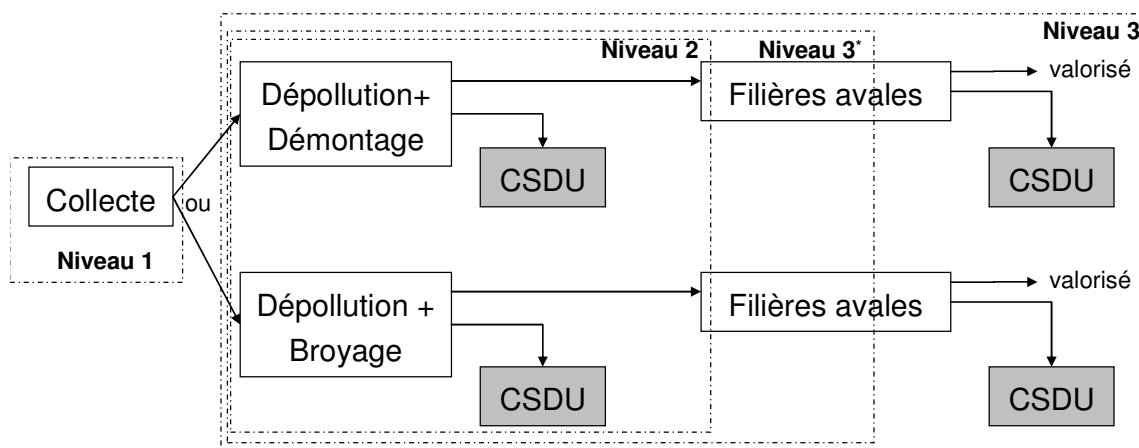 Niveau 3
Niveau 2
Niveau 3*
valorisé
Dépollution+
Démontage
Filières avales
CSDU
CSDU
Collecte
ou
Niveau 1
valorisé
Dépollution +
Broyage
Filières avales
CSDU
CSDU